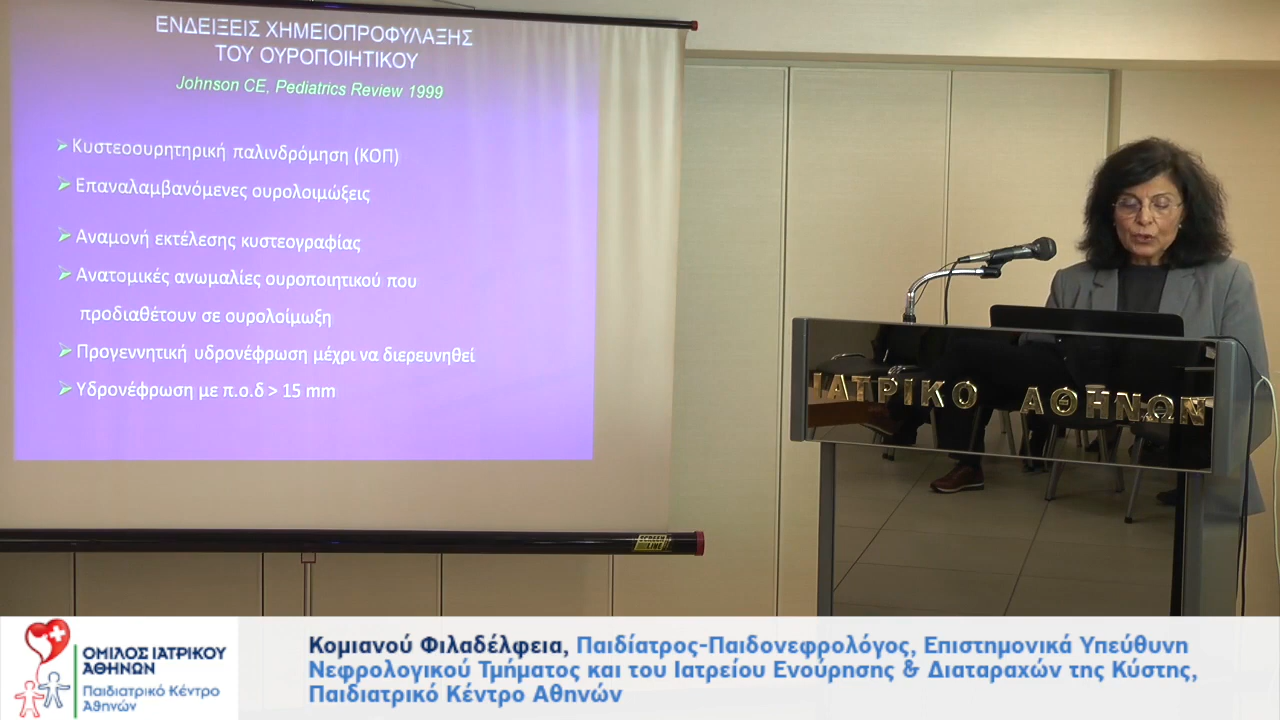 ΕΝΔΕΙΞΕΙΣ ΧΗΜΕΙΟΠΡΟΦΥΛΑΞΗΣ
ΤΟΥ ΟΥΡΟΠΟΙΗΤΙΚΟΥ
Johnson CE, Pediatrics Review 1999
Κυστεοουρητηρική παλινδρόμηση (ΚΟΠ)
Επαναλαμβανόμενες ουρολοιμώξεις
Αναμονή εκτέλεσης κυστεογραφίας
Ανατομικές ανωμαλίες ουροποιητικού που
προδιαθέτουν σε ουρολοίμωξη
Προγεννητική υδρονέφρωση μέχρι να διερευνηθεί
Υδρονέφρωση με π.ο.δ > 15 mm
SCREEN
LINE
ΙΑΤΡΙΚΟ ΑΘΗΝΩΝ
ΟΜΙΛΟΣ ΙΑΤΡΙΚΟΥ
ΑΘΗΝΩΝ
Παιδιατρικό Κέντρο
Αθηνών
Κομιανού Φιλαδέλφεια, Παιδίατρος-Παιδονεφρολόγος, Επιστημονικά Υπεύθυνη
Νεφρολογικού Τμήματος και του Ιατρείου Ενούρησης & Διαταραχών της Κύστης,
Παιδιατρικό Κέντρο Αθηνών